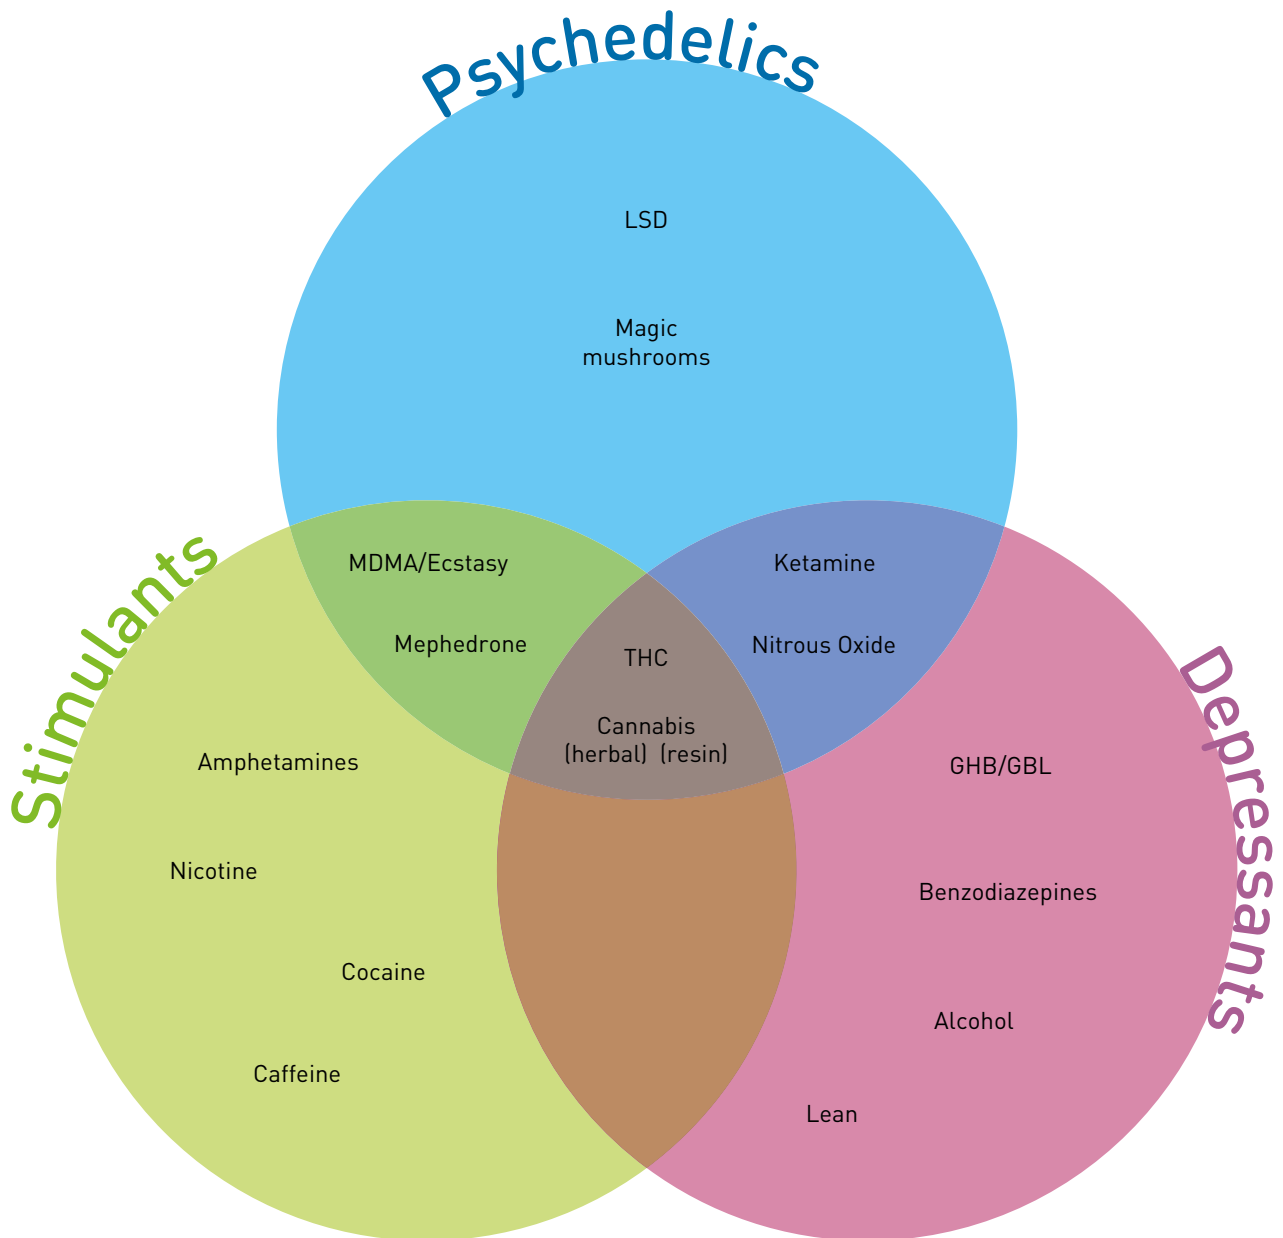 Psychedelics
LSD
Magic
mushrooms
Stimulants
MDMA/Ecstasy
Mephedrone
Ketamine
Nitrous Oxide
THC
Cannabis
(herbal) (resin)
Depressants
Amphetamines
Nicotine
Cocaine
Caffeine
GHB/GBL
Benzodiazepines
Alcohol
Lean